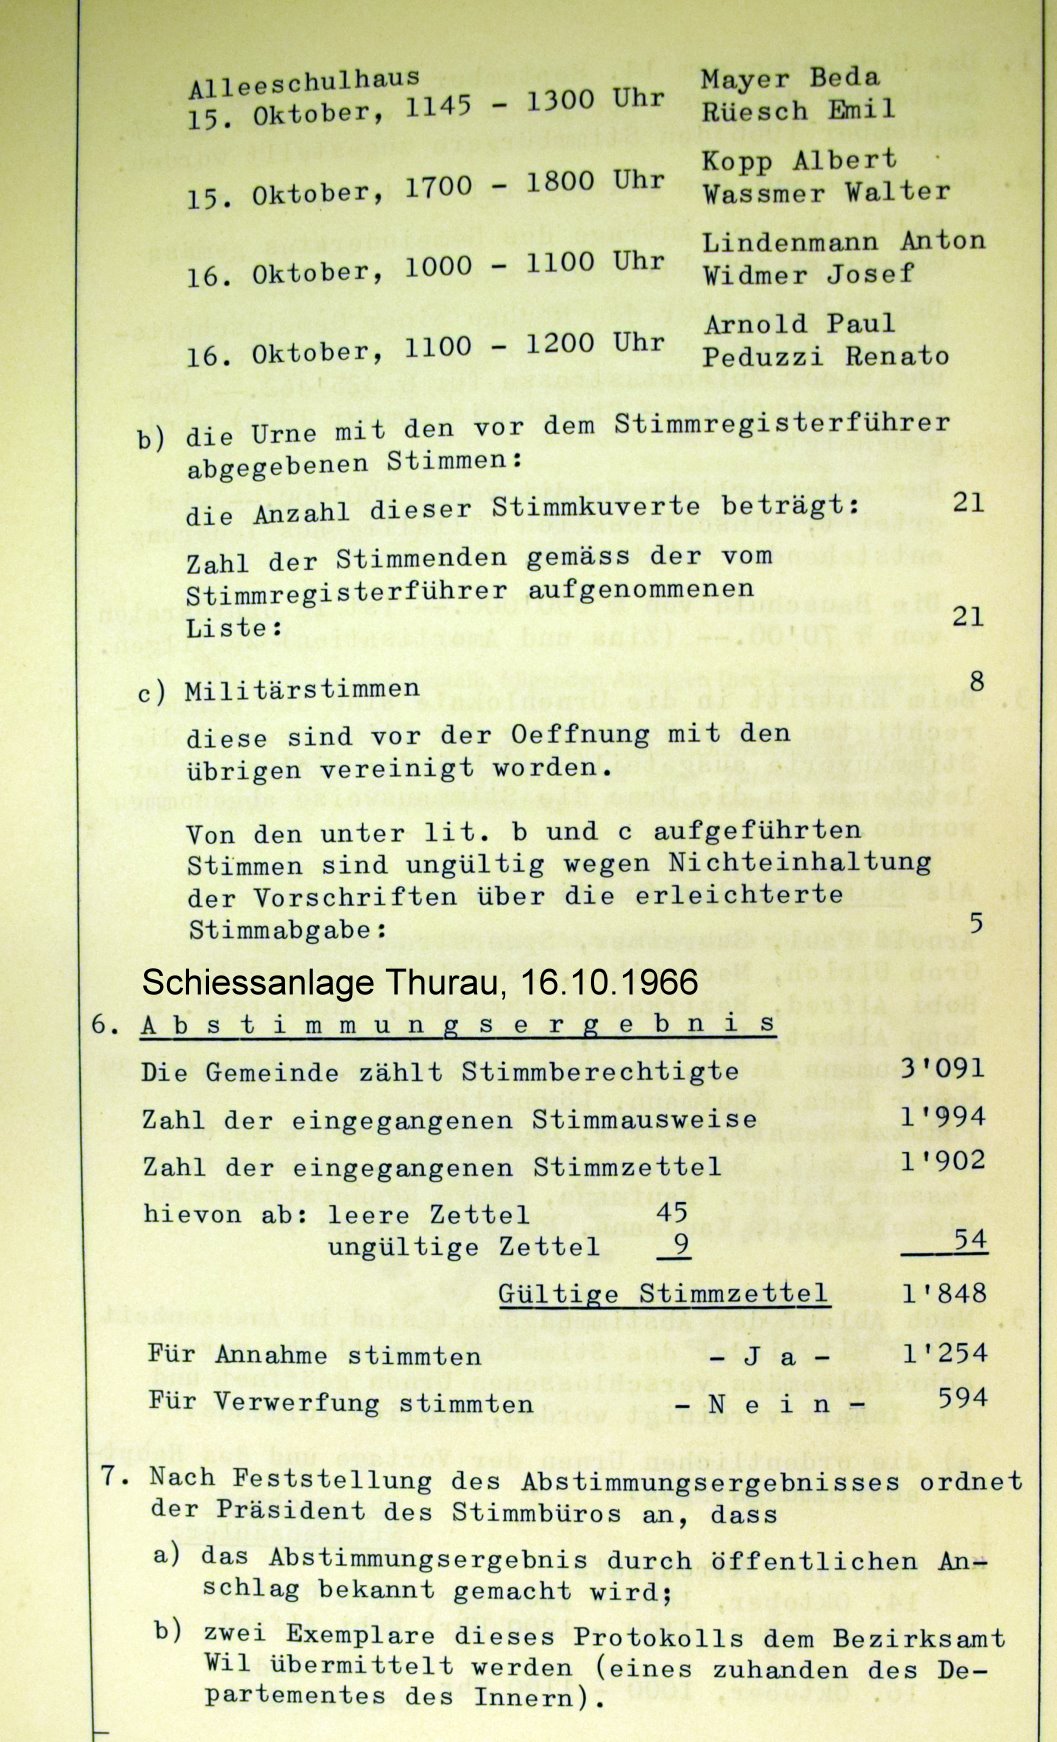 Alleeschulhaus
15. Oktober, 1145 - 1300 Uhr Mayer Beda
Rüesch Emil
15. Oktober, 1700 - 1800 Uhr Kopp Albert
Wassmer Walter
16. Oktober, 1000 - 1100 Uhr Lindenmann Anton
Widmer Josef
16. Oktober, 1100 - 1200 Uhr Arnold Paul
Peduzzi Renato
b) die Urne mit den vor dem Stimmregisterführer
abgegebenen Stimmen:
die Anzahl dieser Stimmkuverte beträgt: 21
Zahl der Stimmenden gemäss der vom
Stimmregisterführer aufgenommenen
Liste: 21
c) Militärstimmen 8
diese sind vor der Oeffnung mit den
übrigen vereinigt worden.
Von den unter lit. b und c aufgeführten
Stimmen sind ungültig wegen Nichteinhaltung
der Vorschriften über die erleichterte
Stimmabgabe: 5
Schiessanlage Thurau, 16.10.1966
6. A b s t i m m u n g s e r g e b n i s
Die Gemeinde zählt Stimmberechtigte 3'091
Zahl der eingegangenen Stimmausweise 1'994
Zahl der eingegangenen Stimmzettel 1'902
hievon ab: leere Zettel 45
ungültige Zettel 9 54
Gültige Stimmzettel 1'848
Für Annahme stimmten - J a - 1'254
Für Verwerfung stimmten - N e i n - 594
7. Nach Feststellung des Abstimmungsergebnisses ordnet
der Präsident des Stimmbüros an, dass
a) das Abstimmungsergebnis durch öffentlichen An-
schlag bekannt gemacht wird;
b) zwei Exemplare dieses Protokolls dem Bezirksamt
Wil übermittelt werden (eines zuhanden des De-
partementes des Innern).